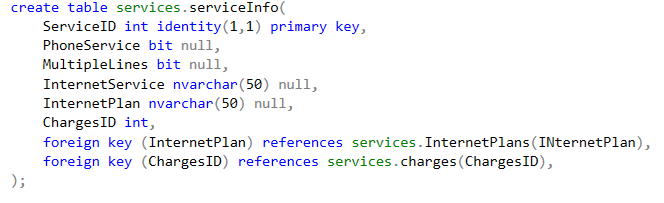 create table services.serviceInfo(
ServiceID int identity(1,1) primary key,
PhoneService bit null,
MultipleLines bit null,
InternetService nvarchar(50) null,
InternetPlan nvarchar(50) null,
ChargesID int,
foreign key (InternetPlan) references services.InternetPlans(INternetPlan),
foreign key (ChargesID) references services.charges(ChargesID),
);